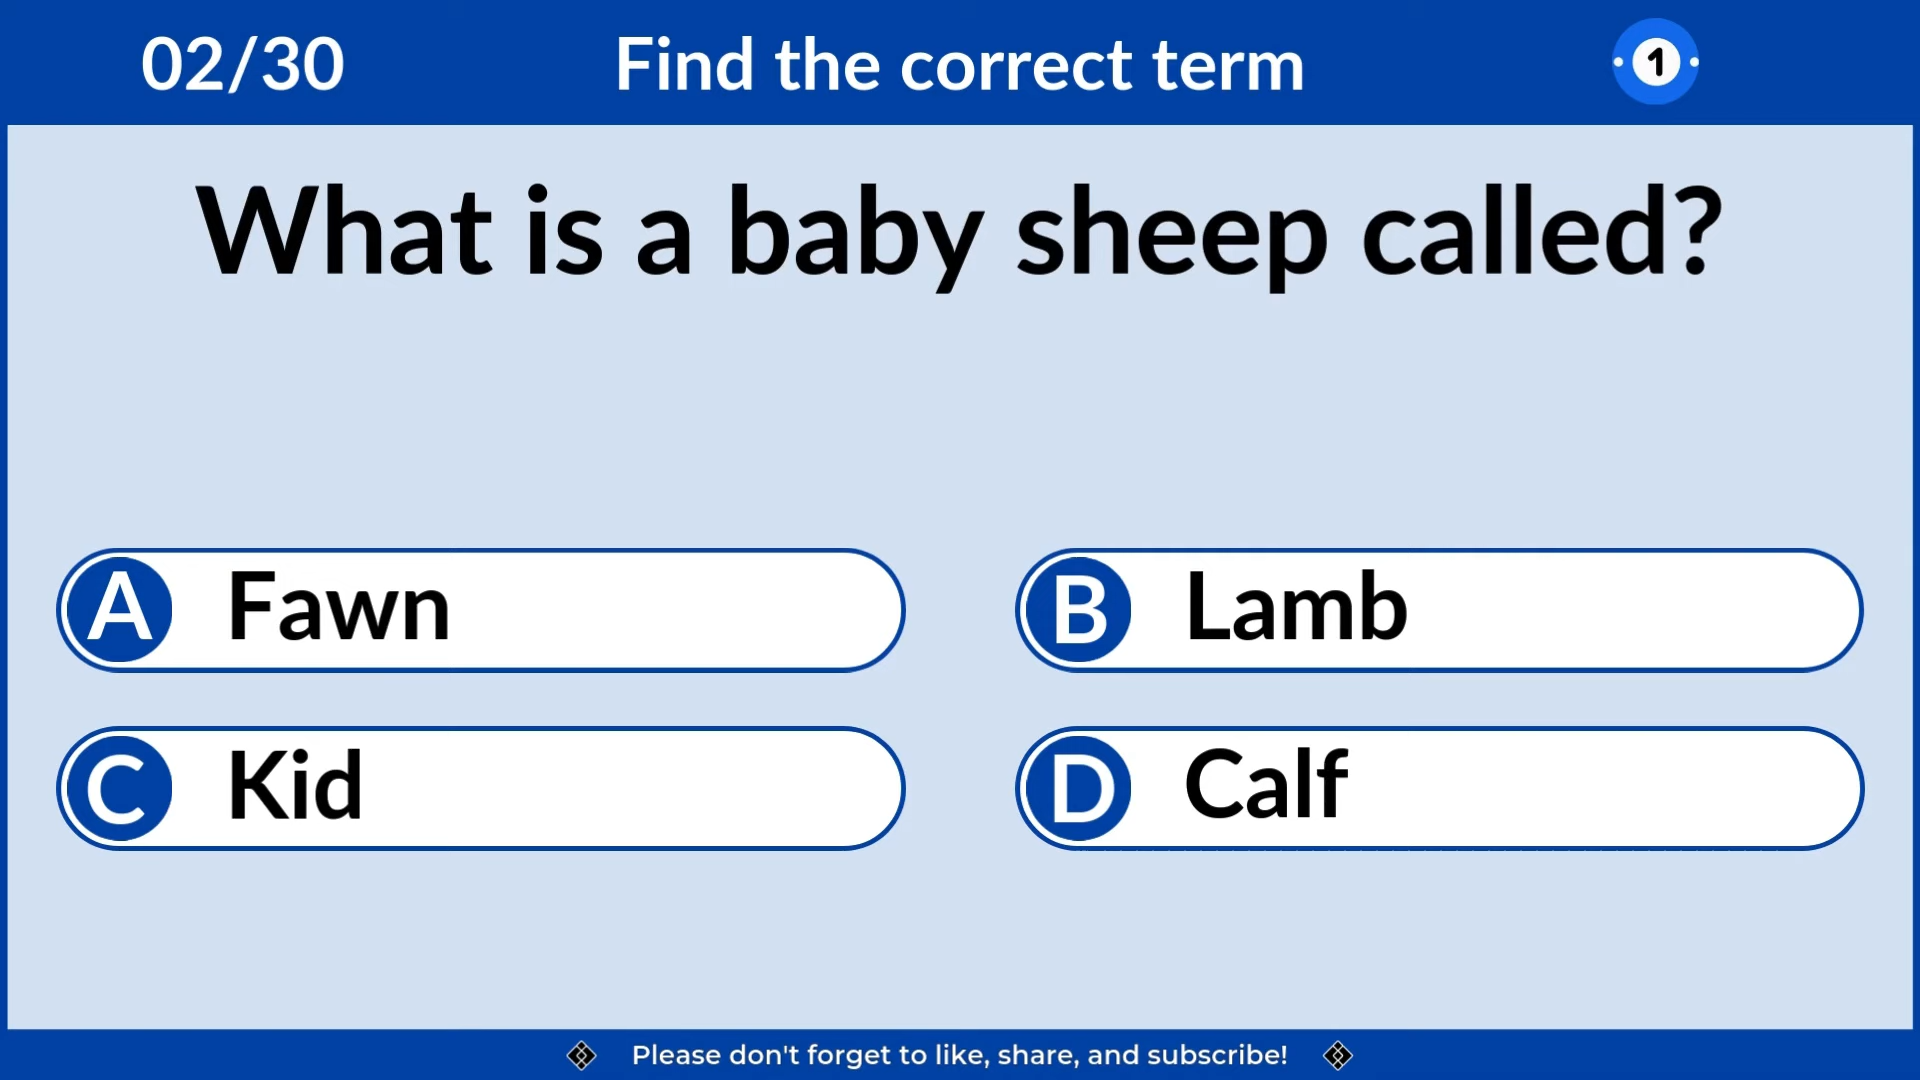 02/30
Find the correct term
1
What is a baby sheep called?
A Fawn
B Lamb
C Kid
D Calf
Please don't forget to like, share, and subscribe!